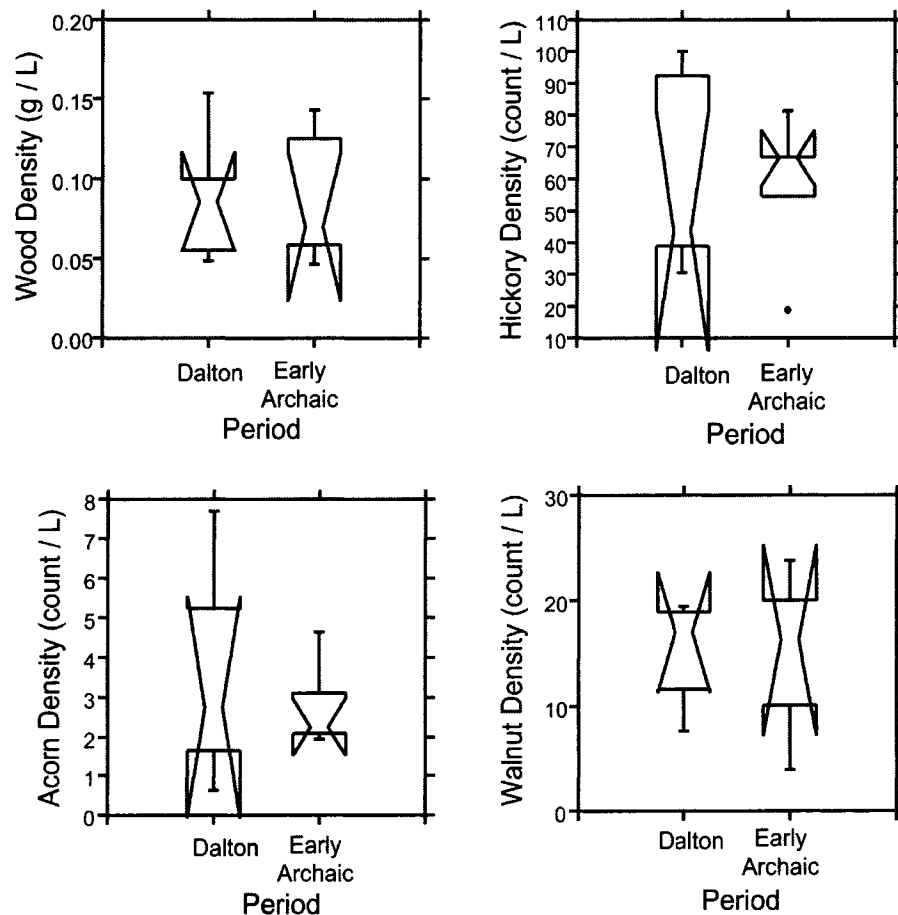 Wood Density (g / L)
0.20
0.15
0.10
0.05
0.00
Dalton
Early
Archaic
Period
Hickory Density (count / L)
110
100
90
80
70
60
50
40
30
20
10
Dalton
Early
Archaic
Period
Acorn Density (count / L)
8
7
6
5
4
3
2
1
0
Dalton
Early
Archaic
Period
Walnut Density (count / L)
30
20
10
0
Dalton
Early
Archaic
Period